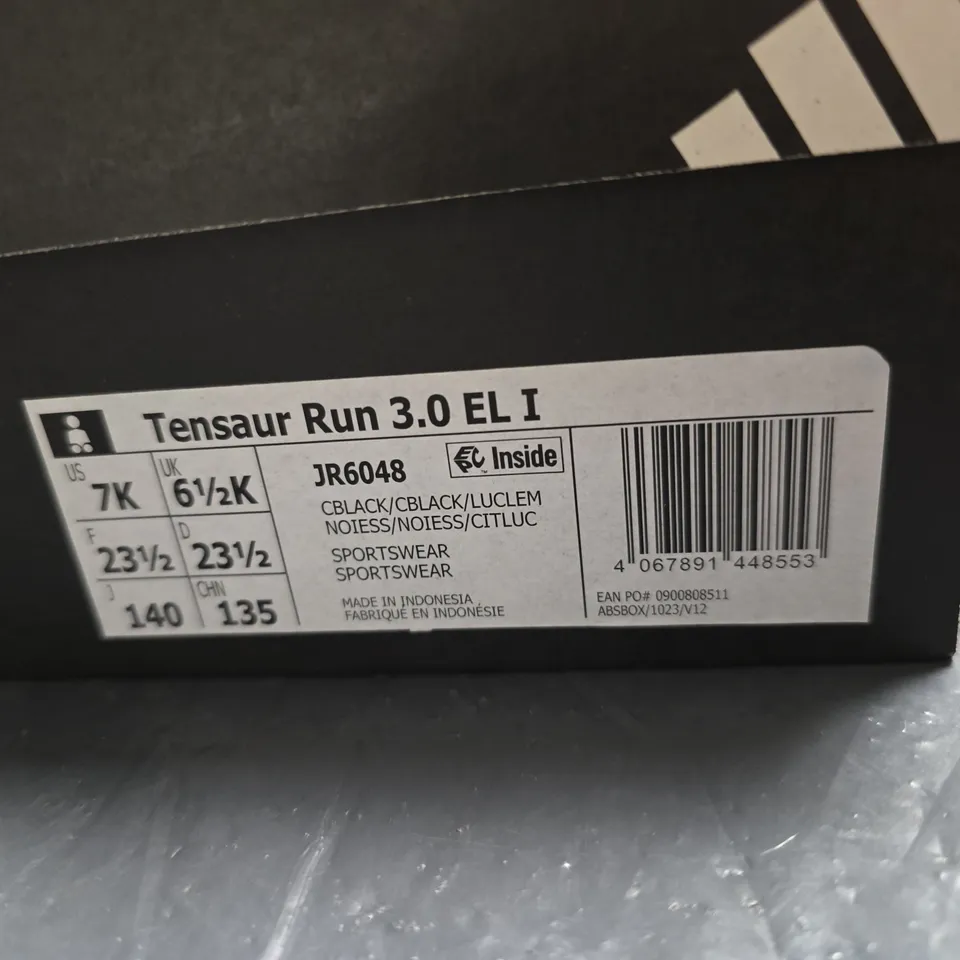 Tensaur Run 3.0 EL I
US 7K UK 6½K
F 23½ D 23½
J 140 CHN 135
JR6048
EPC Inside
CBLACK/CBLACK/LUCLEM
NOIESS/NOIESS/CITLUC
SPORTSWEAR
SPORTSWEAR
MADE IN INDONESIA
FABRIQUÉ EN INDONÉSIE
4 067891 448553
EAN PO# 0900808511
ABSBOX/1023/V12